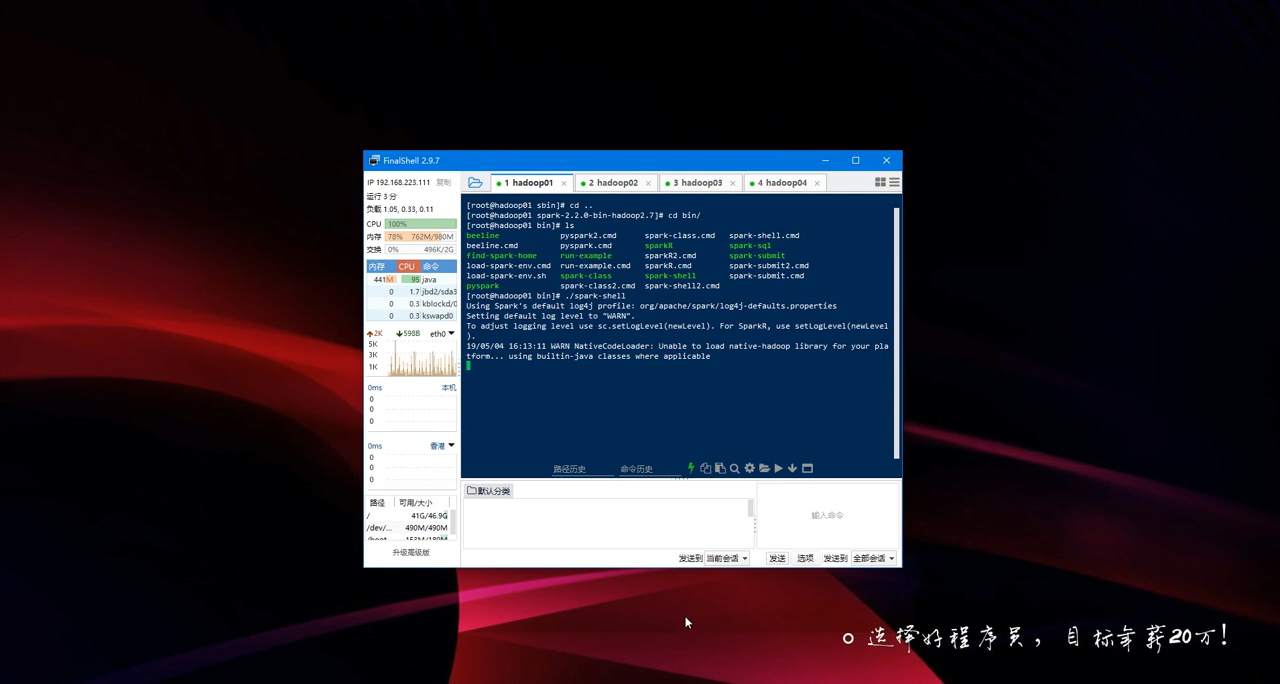 FinalShell 2.9.7
IP 192.168.223.111 复制
运行 3 分
负载 1.05, 0.33, 0.11
CPU 100%
内存 78% 762M/980M
交换 0% 496K/2G
内存 CPU 命令
441M 95 java
0 1.7 jbd2/sda3
0 0.3 kblockd/0
0 0.3 kswapd0
2K 598B eth0
5K
3K
1K
0ms 本机
0
0
0
0ms 香港
0
0
0
路径 可用/大小
/ 41G/46.9G
/dev/... 490M/490M
/boot 153M/180M
升级高级版
1 hadoop01 2 hadoop02 3 hadoop03 4 hadoop04
[root@hadoop01 sbin]# cd ..
[root@hadoop01 spark-2.2.0-bin-hadoop2.7]# cd bin/
[root@hadoop01 bin]# ls
beeline pyspark2.cmd spark-class.cmd spark-shell.cmd
beeline.cmd pyspark.cmd sparkR spark-sql
find-spark-home run-example sparkR2.cmd spark-submit
load-spark-env.cmd run-example.cmd sparkR.cmd spark-submit2.cmd
load-spark-env.sh spark-class spark-shell spark-submit.cmd
pyspark spark-class2.cmd spark-shell2.cmd
[root@hadoop01 bin]# ./spark-shell
Using Spark's default log4j profile: org/apache/spark/log4j-defaults.properties
Setting default log level to "WARN".
To adjust logging level use sc.setLogLevel(newLevel). For SparkR, use setLogLevel(newLevel
).
19/05/04 16:13:11 WARN NativeCodeLoader: Unable to load native-hadoop library for your pla
tform... using builtin-java classes where applicable
路径历史 命令历史
默认分类
输入命令
发送到 当前会话 发送 选项 发送到 全部会话
选择好程序员，目标年薪20万！